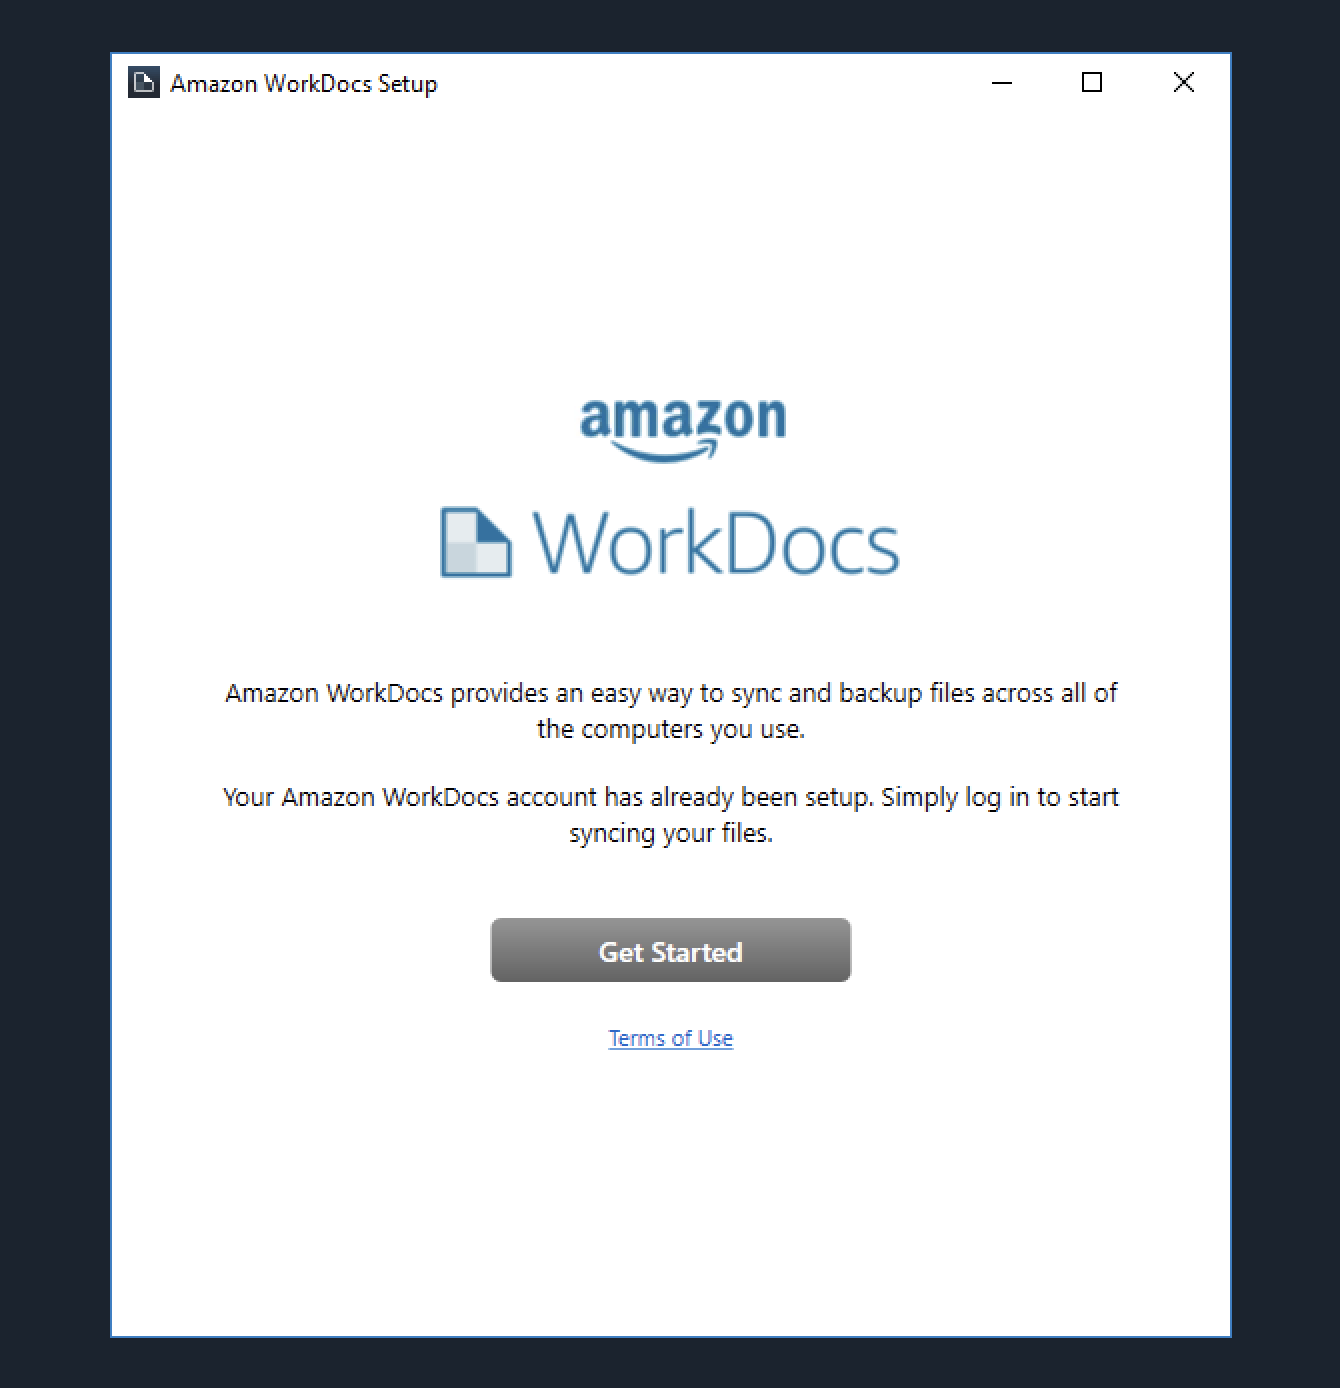 Amazon WorkDocs Setup
amazon
WorkDocs
Amazon WorkDocs provides an easy way to sync and backup files across all of
the computers you use.
Your Amazon WorkDocs account has already been setup. Simply log in to start
syncing your files.
Get Started
Terms of Use